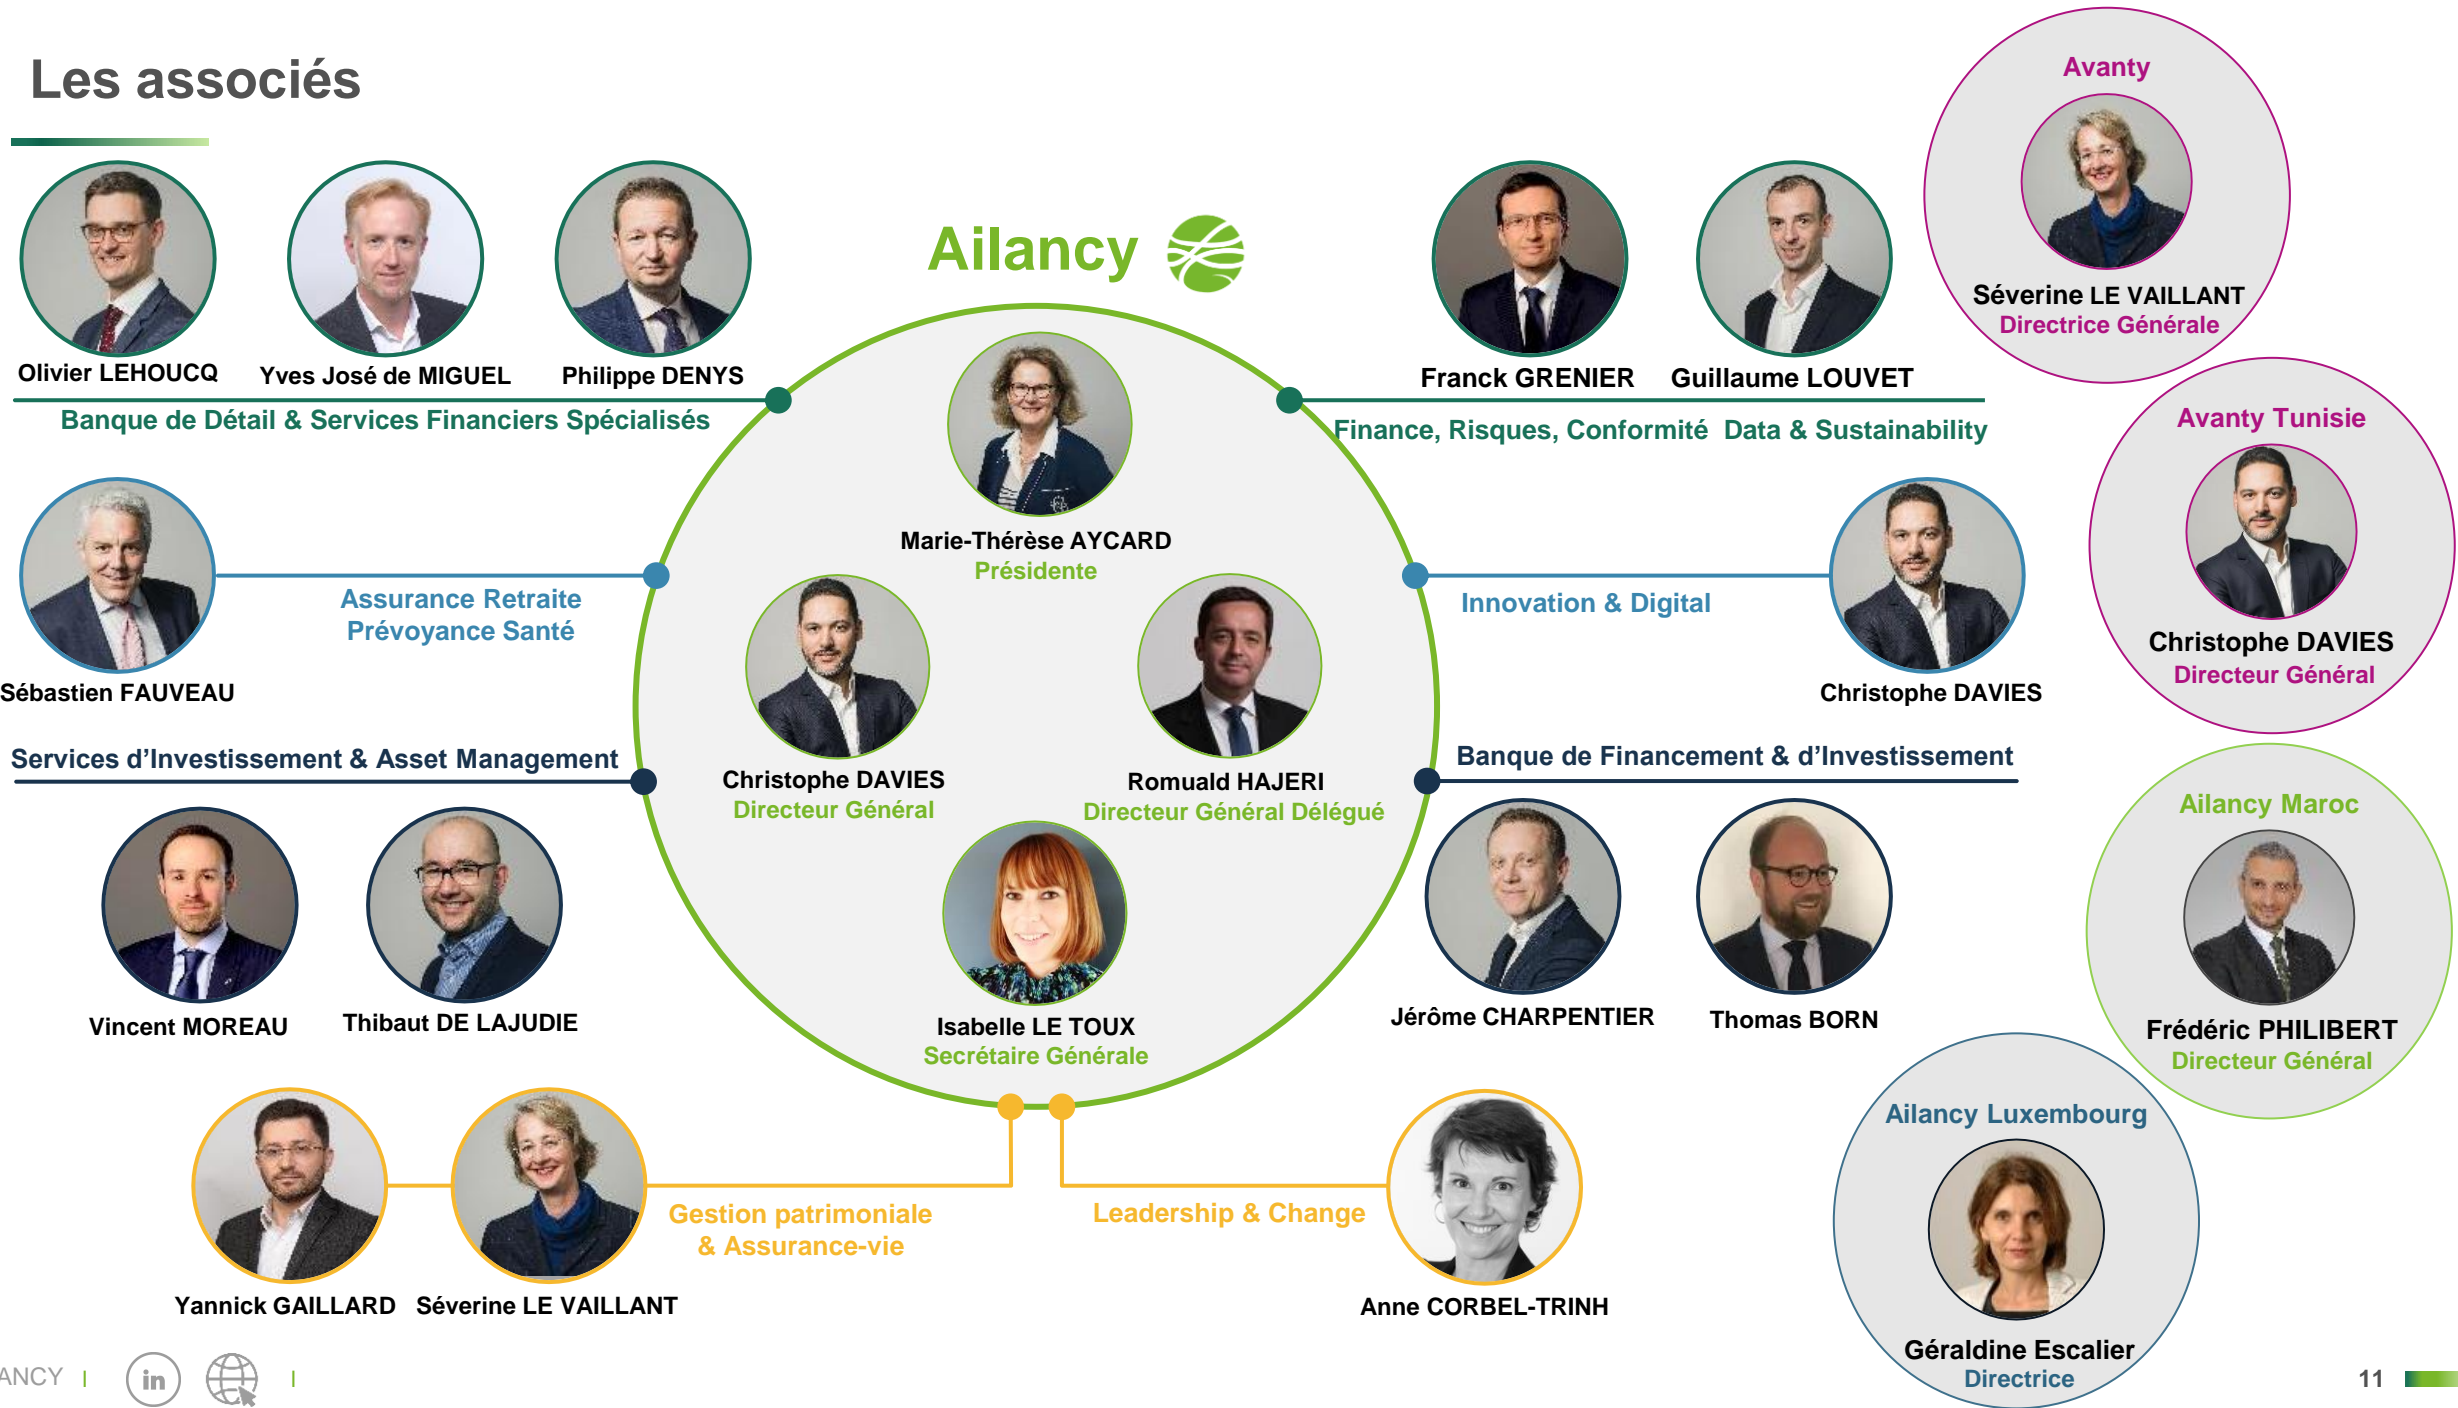 Les associés
Ailancy
Olivier LEHOUCQ
Yves José de MIGUEL
Philippe DENYS
Banque de Détail & Services Financiers Spécialisés
Franck GRENIER
Guillaume LOUVET
Finance, Risques, Conformité  Data & Sustainability
Sébastien FAUVEAU
Assurance Retraite
Prévoyance Santé
Marie-Thérèse AYCARD
Présidente
Christophe DAVIES
Directeur Général
Romuald HAJERI
Directeur Général Délégué
Isabelle LE TOUX
Secrétaire Générale
Innovation & Digital
Christophe DAVIES
Services d’Investissement & Asset Management
Vincent MOREAU
Thibaut DE LAJUDIE
Banque de Financement & d’Investissement
Jérôme CHARPENTIER
Thomas BORN
Yannick GAILLARD
Séverine LE VAILLANT
Gestion patrimoniale
& Assurance-vie
Leadership & Change
Anne CORBEL-TRINH
Avanty
Séverine LE VAILLANT
Directrice Générale
Avanty Tunisie
Christophe DAVIES
Directeur Général
Ailancy Maroc
Frédéric PHILIBERT
Directeur Général
Ailancy Luxembourg
Géraldine Escalier
Directrice
ANCY |
in
|
11